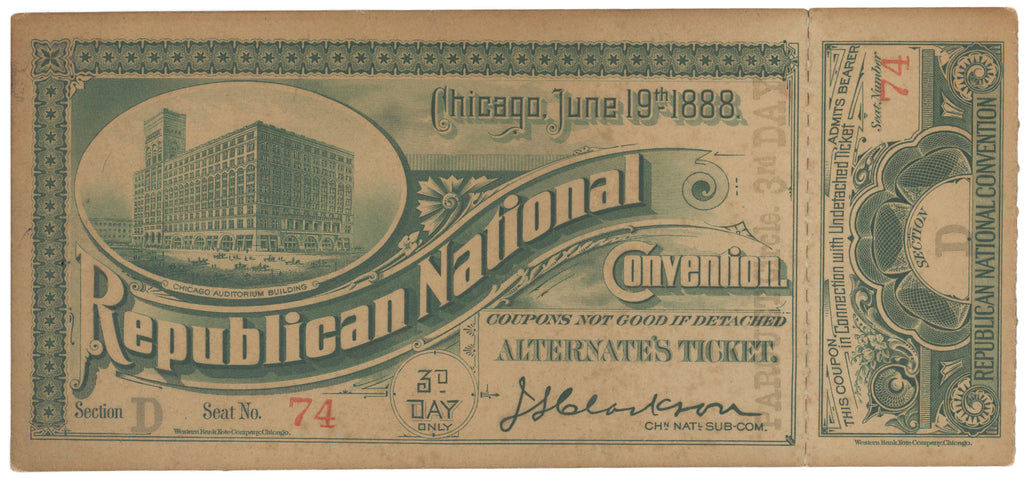 Chicago, June 19th 1888.
CHICAGO AUDITORIUM BUILDING
Republican National
Convention.
COUPONS NOT GOOD IF DETACHED
ALTERNATE'S TICKET.
3D
DAY
ONLY
J S Clarkson
CHN NATL SUB-COM.
Section D Seat No. 74
Western Bank Note Company, Chicago.
3rd DAY
THIS COUPON
in Connection with Undetached Ticket
ADMITS BEARER
Seat Number
74
SECTION
D
REPUBLICAN NATIONAL CONVENTION
Western Bank Note Company, Chicago.